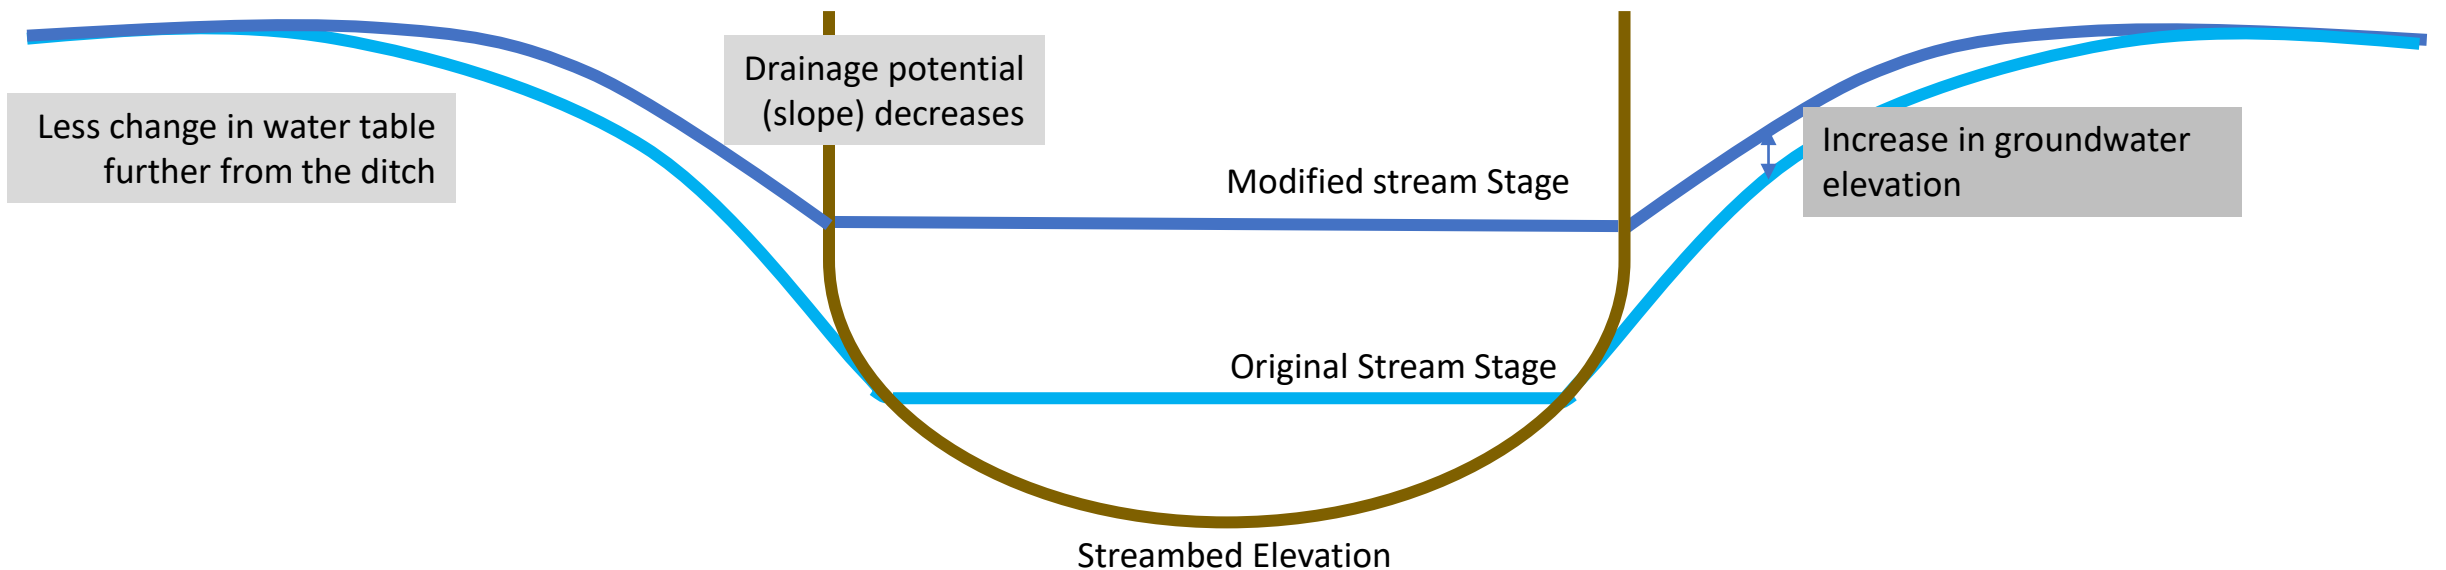 Drainage potential
(slope) decreases
Less change in water table
further from the ditch
Increase in groundwater
elevation
Modified stream Stage
Original Stream Stage
Streambed Elevation